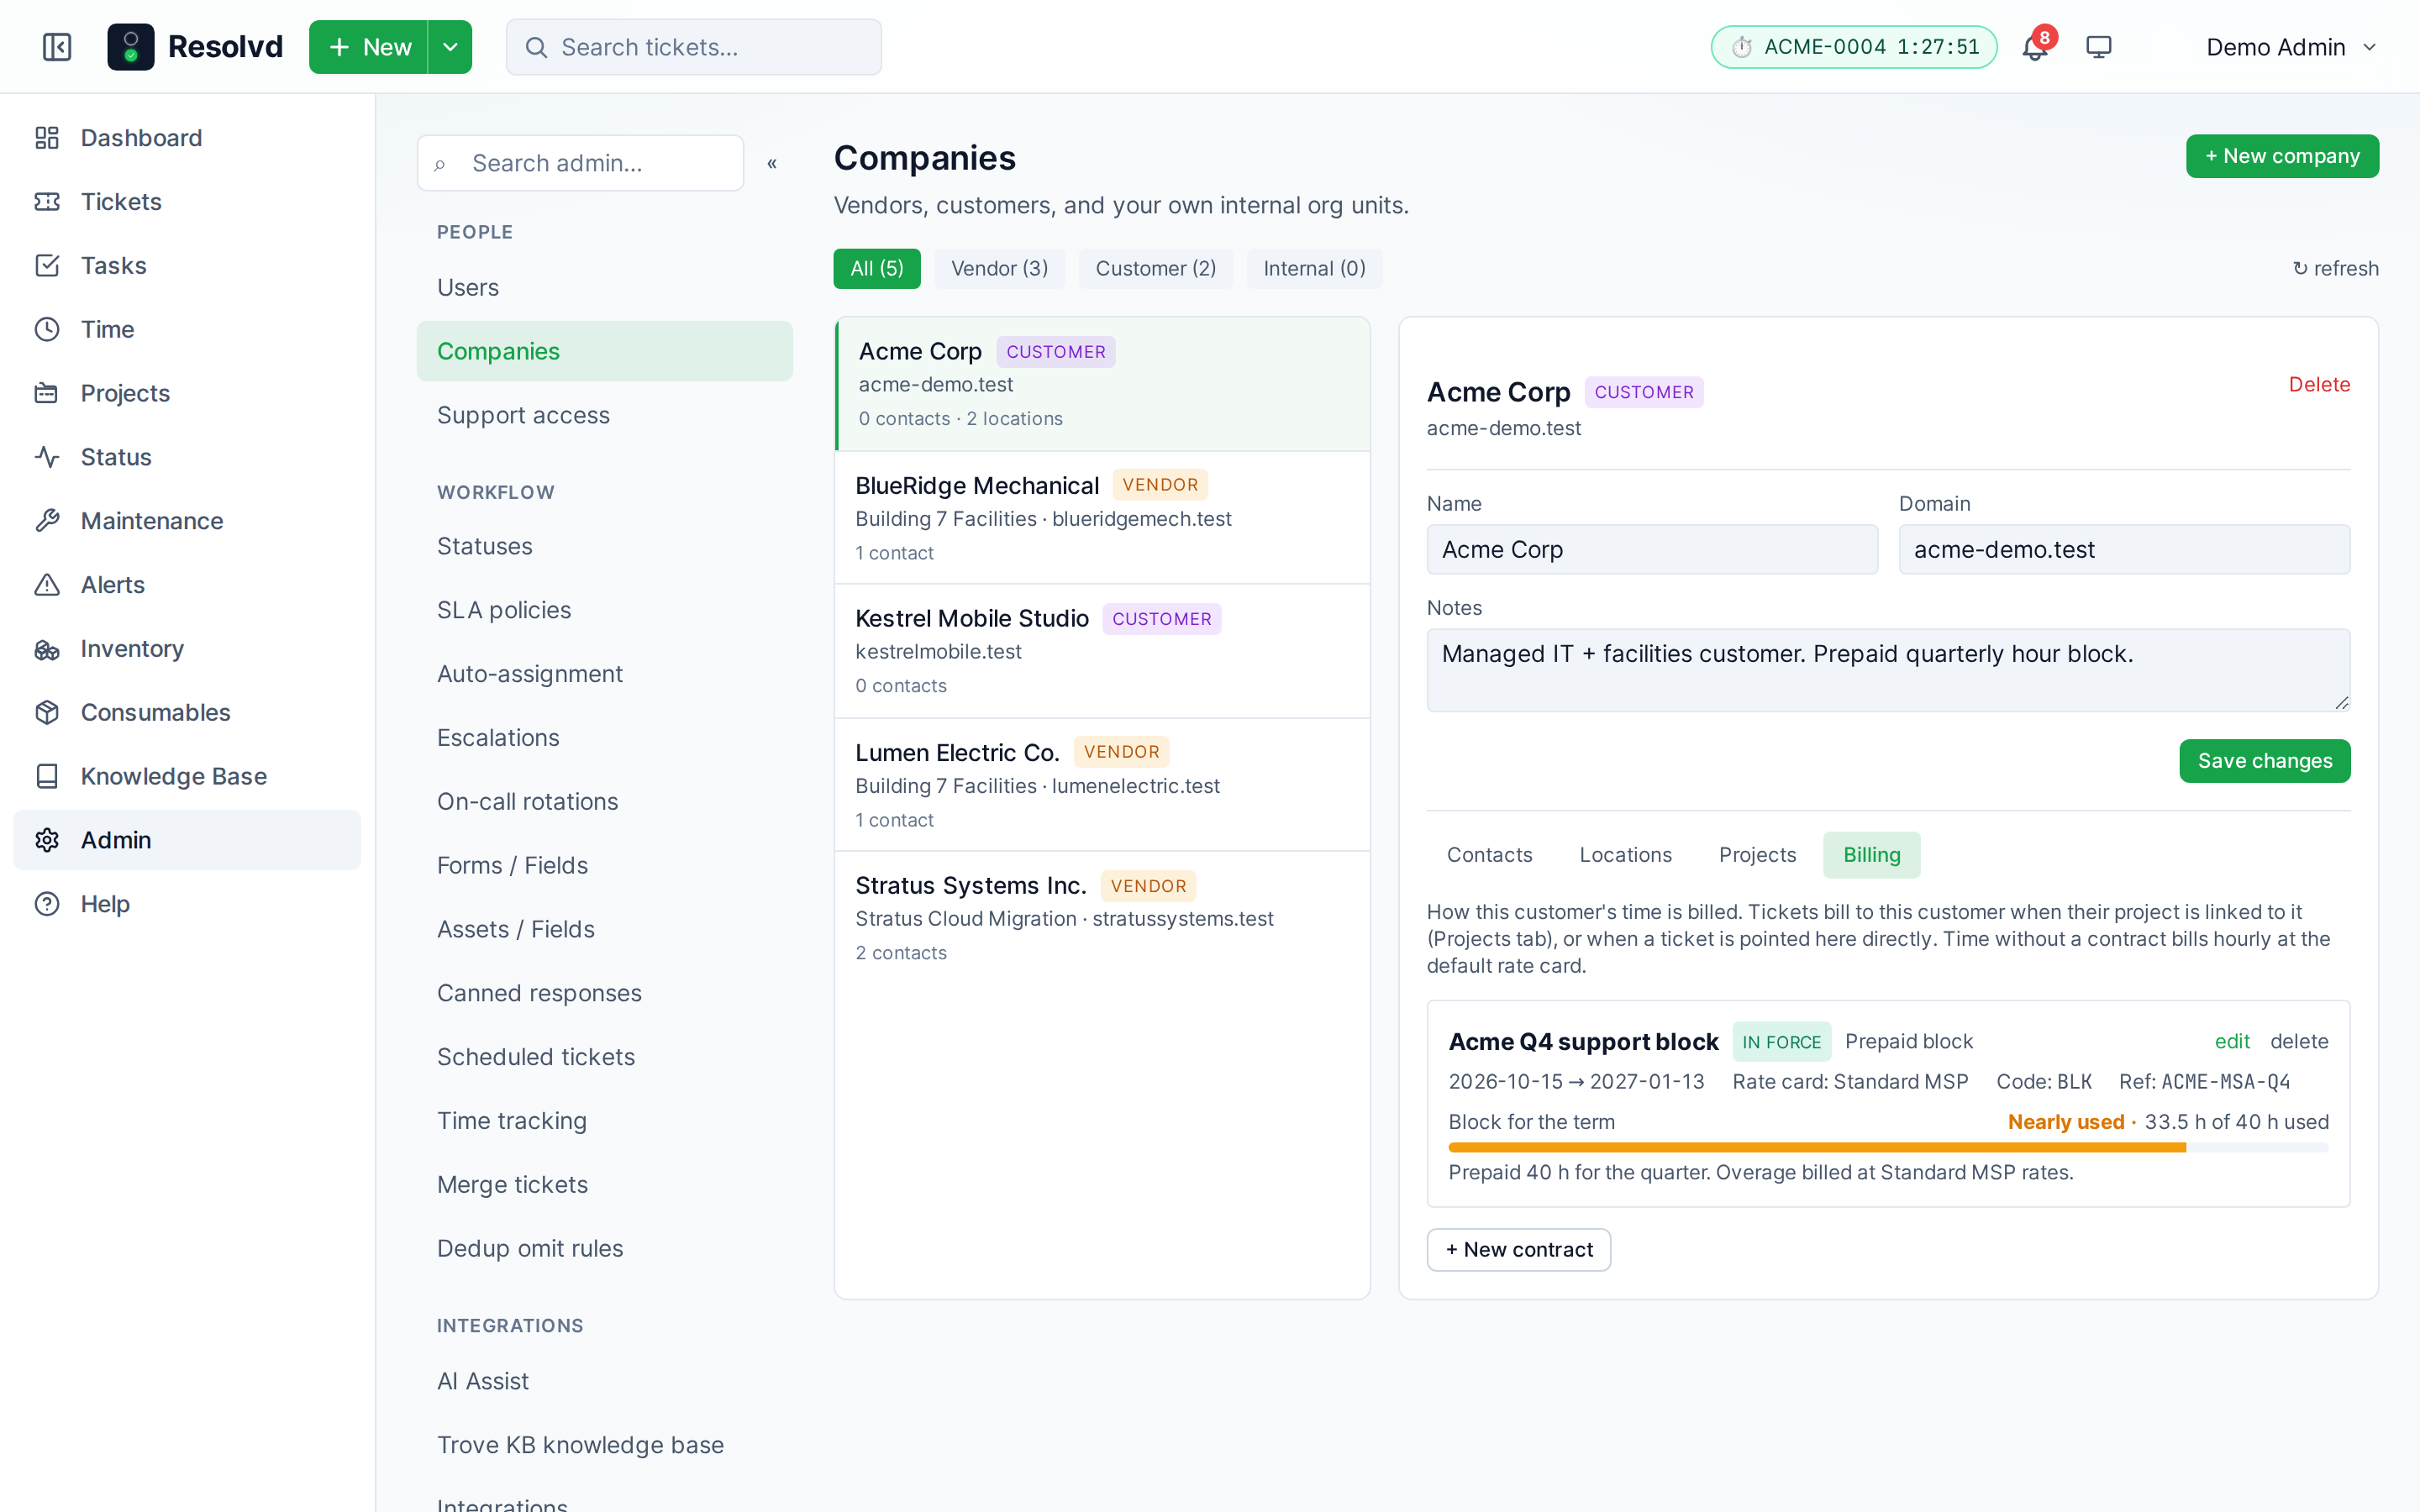 Resolvd
+ New
Search tickets...
ACME-0004 1:27:51
8
Demo Admin
Dashboard
Tickets
Tasks
Time
Projects
Status
Maintenance
Alerts
Inventory
Consumables
Knowledge Base
Admin
Help
Search admin...
«
PEOPLE
Users
Companies
Support access
WORKFLOW
Statuses
SLA policies
Auto-assignment
Escalations
On-call rotations
Forms / Fields
Assets / Fields
Canned responses
Scheduled tickets
Time tracking
Merge tickets
Dedup omit rules
INTEGRATIONS
AI Assist
Trove KB knowledge base
Integrations
Companies
+ New company
Vendors, customers, and your own internal org units.
All (5)
Vendor (3)
Customer (2)
Internal (0)
↻ refresh
Acme Corp CUSTOMER
acme-demo.test
0 contacts · 2 locations
BlueRidge Mechanical VENDOR
Building 7 Facilities · blueridgemech.test
1 contact
Kestrel Mobile Studio CUSTOMER
kestrelmobile.test
0 contacts
Lumen Electric Co. VENDOR
Building 7 Facilities · lumenelectric.test
1 contact
Stratus Systems Inc. VENDOR
Stratus Cloud Migration · stratussystems.test
2 contacts
Acme Corp CUSTOMER
Delete
acme-demo.test
Name
Domain
Acme Corp
acme-demo.test
Notes
Managed IT + facilities customer. Prepaid quarterly hour block.
Save changes
Contacts
Locations
Projects
Billing
How this customer's time is billed. Tickets bill to this customer when their project is linked to it
(Projects tab), or when a ticket is pointed here directly. Time without a contract bills hourly at the
default rate card.
Acme Q4 support block IN FORCE Prepaid block
edit delete
2026-10-15 → 2027-01-13 Rate card: Standard MSP Code: BLK Ref: ACME-MSA-Q4
Block for the term
Nearly used · 33.5 h of 40 h used
Prepaid 40 h for the quarter. Overage billed at Standard MSP rates.
+ New contract